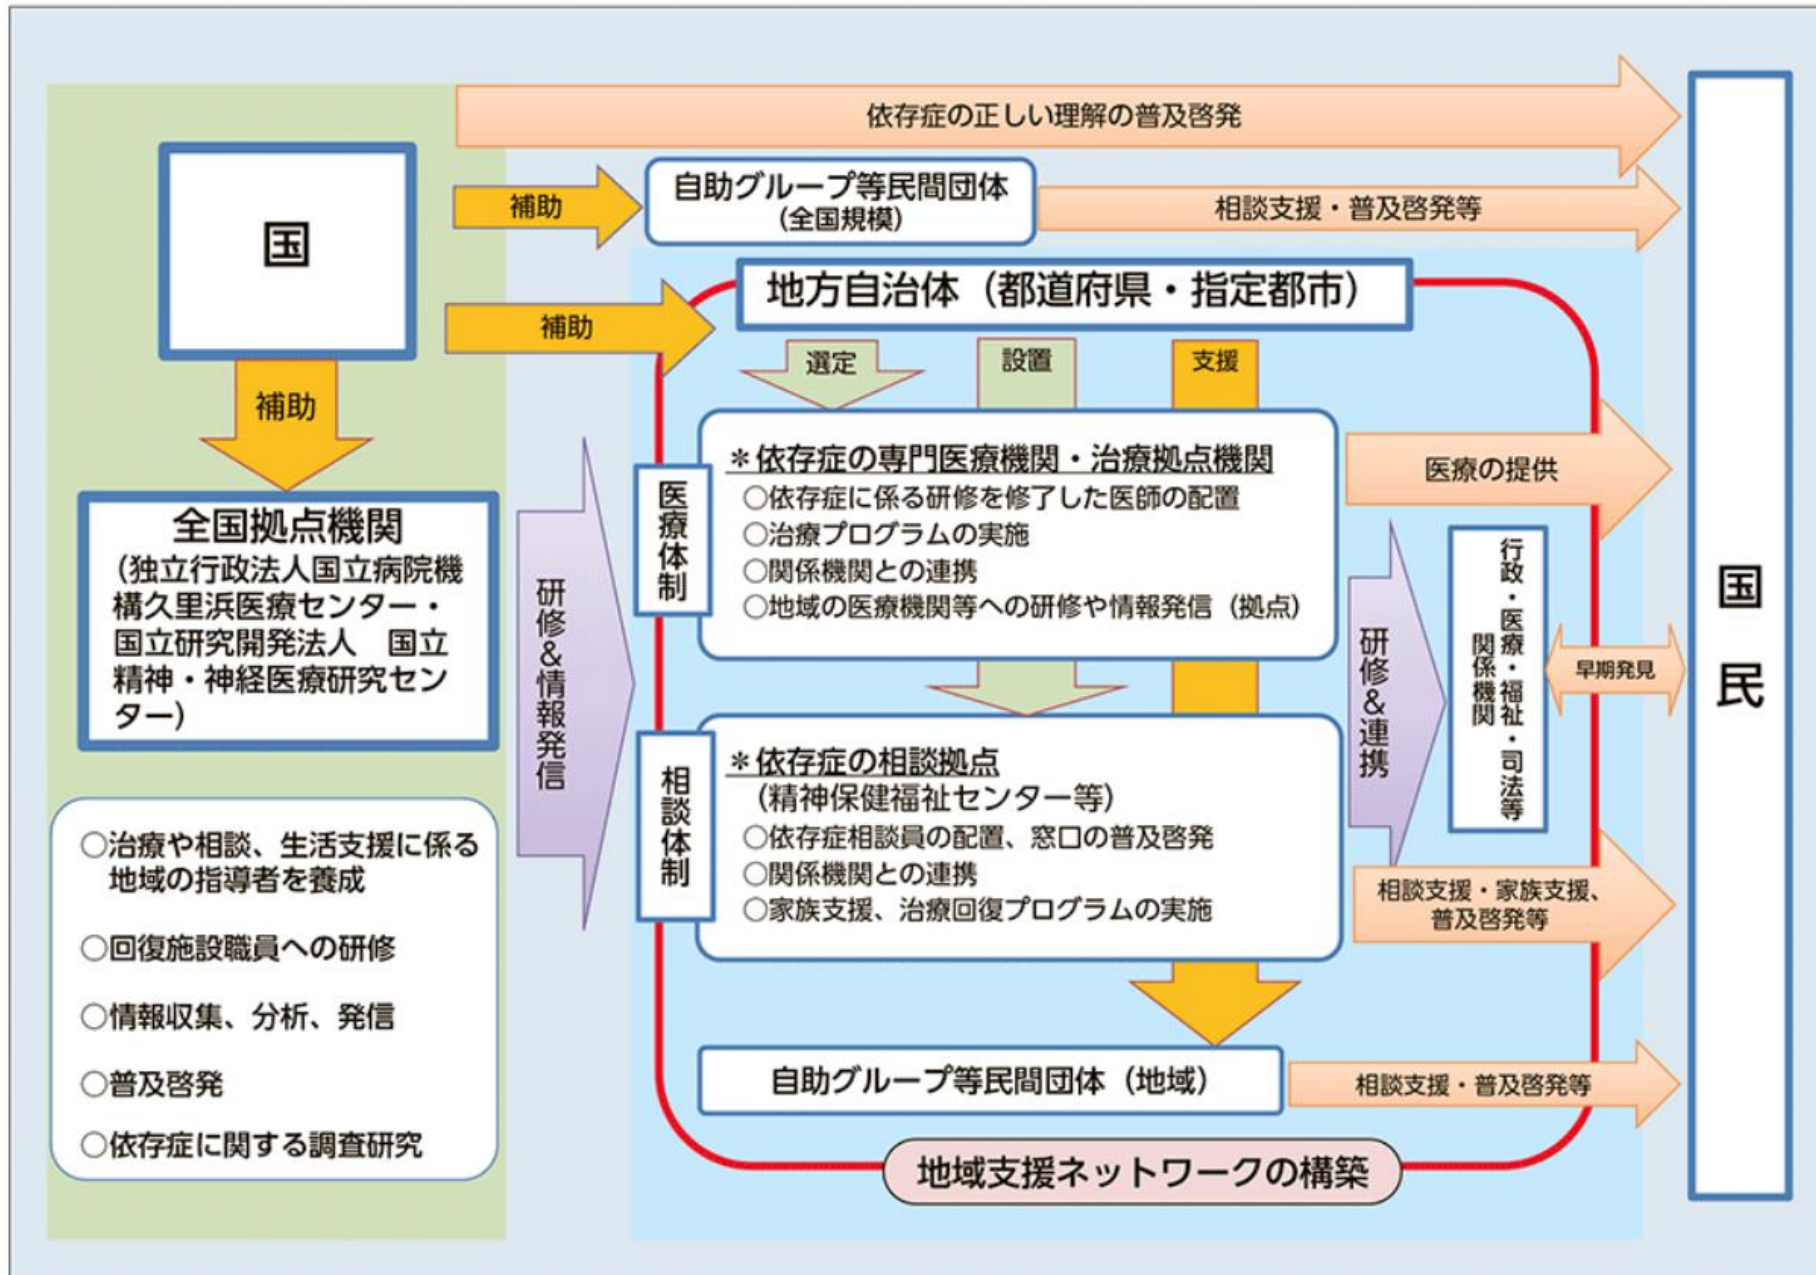 依存症の正しい理解の普及啓発
国
補助
自助グループ等民間団体
(全国規模)
相談支援・普及啓発等
補助
地方自治体（都道府県・指定都市）
選定
設置
支援
補助
全国拠点機関
(独立行政法人国立病院機
構久里浜医療センター・
国立研究開発法人　国立
精神・神経医療研究セン
ター)
○治療や相談、生活支援に係る
地域の指導者を養成
○回復施設職員への研修
○情報収集、分析、発信
○普及啓発
○依存症に関する調査研究
研修&情報発信
医療体制
＊依存症の専門医療機関・治療拠点機関
○依存症に係る研修を修了した医師の配置
○治療プログラムの実施
○関係機関との連携
○地域の医療機関等への研修や情報発信（拠点）
医療の提供
相談体制
＊依存症の相談拠点
（精神保健福祉センター等）
○依存症相談員の配置、窓口の普及啓発
○関係機関との連携
○家族支援、治療回復プログラムの実施
研修&連携
行政・医療・福祉・司法等
関係機関
早期発見
相談支援・家族支援、
普及啓発等
自助グループ等民間団体（地域）
相談支援・普及啓発等
地域支援ネットワークの構築
国民